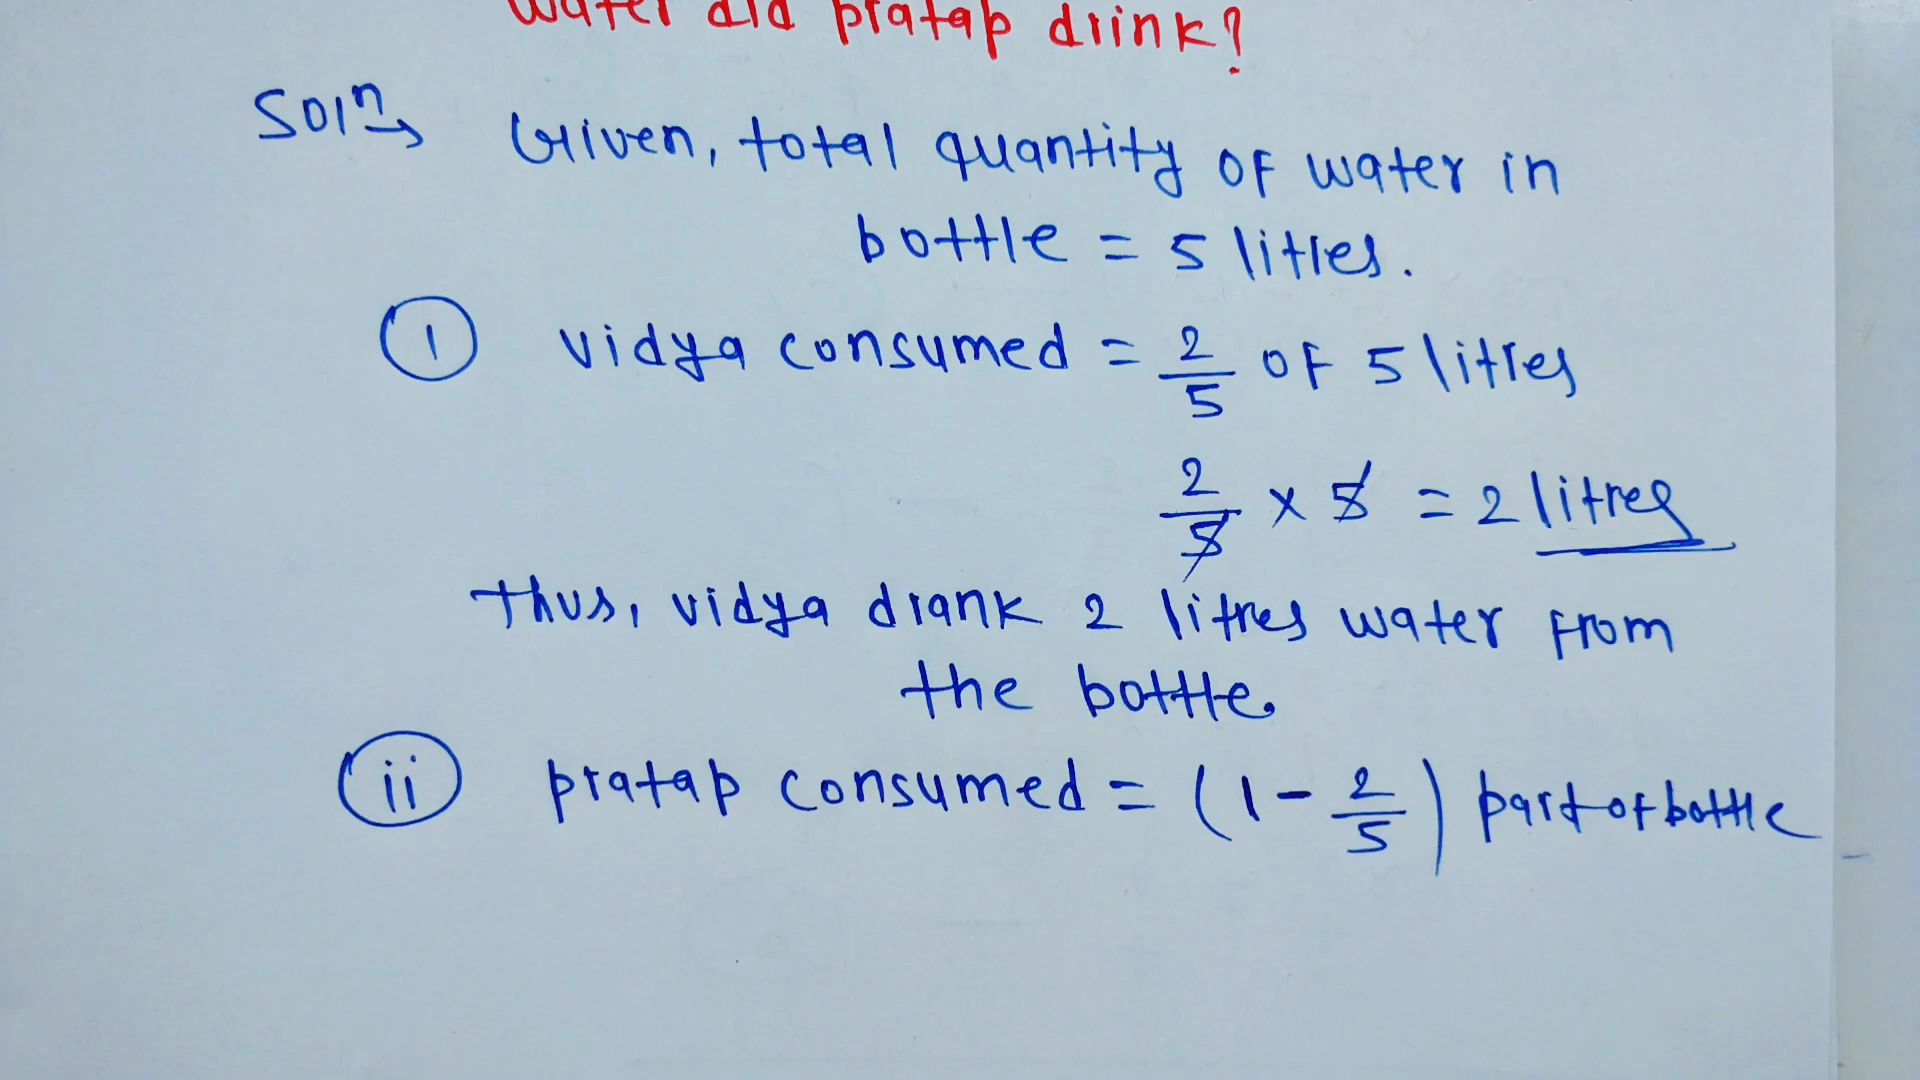 water did pratap drink?
Soln→ Given, total quantity of water in
bottle = 5 litres.
(i) vidya consumed = 2/5 of 5 litres
2/5 × 5 = 2 litres
thus, vidya drank 2 litres water from
the bottle.
(ii) pratap consumed = (1 - 2/5) part of bottle